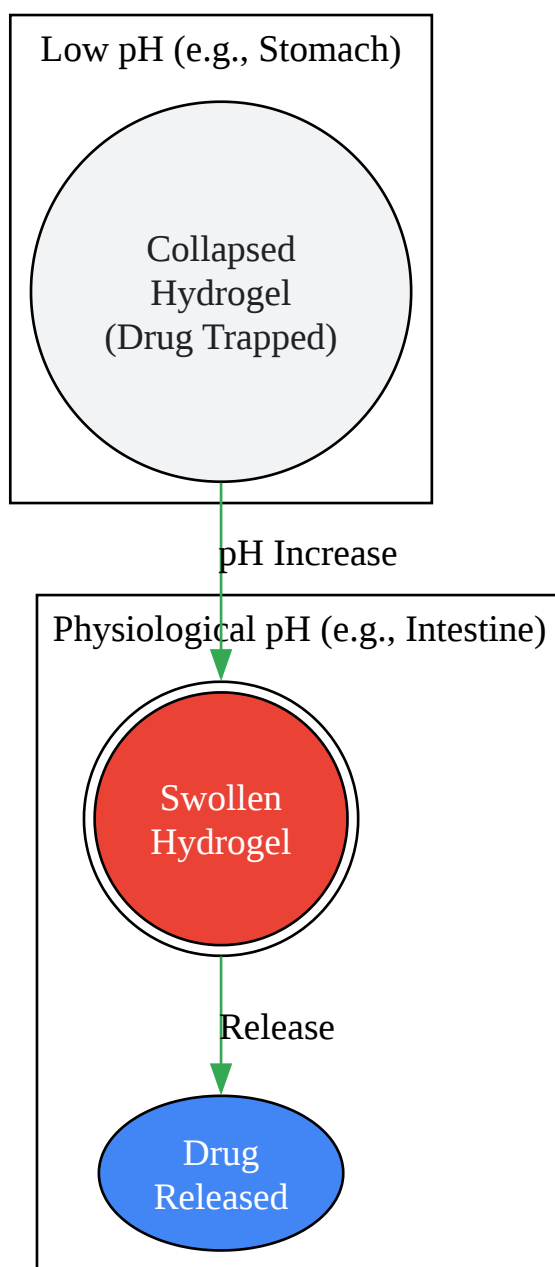 Low pH (e.g., Stomach)
Collapsed
Hydrogel
(Drug Trapped)
pH Increase
Physiological pH (e.g., Intestine)
Swollen
Hydrogel
Release
Drug
Released